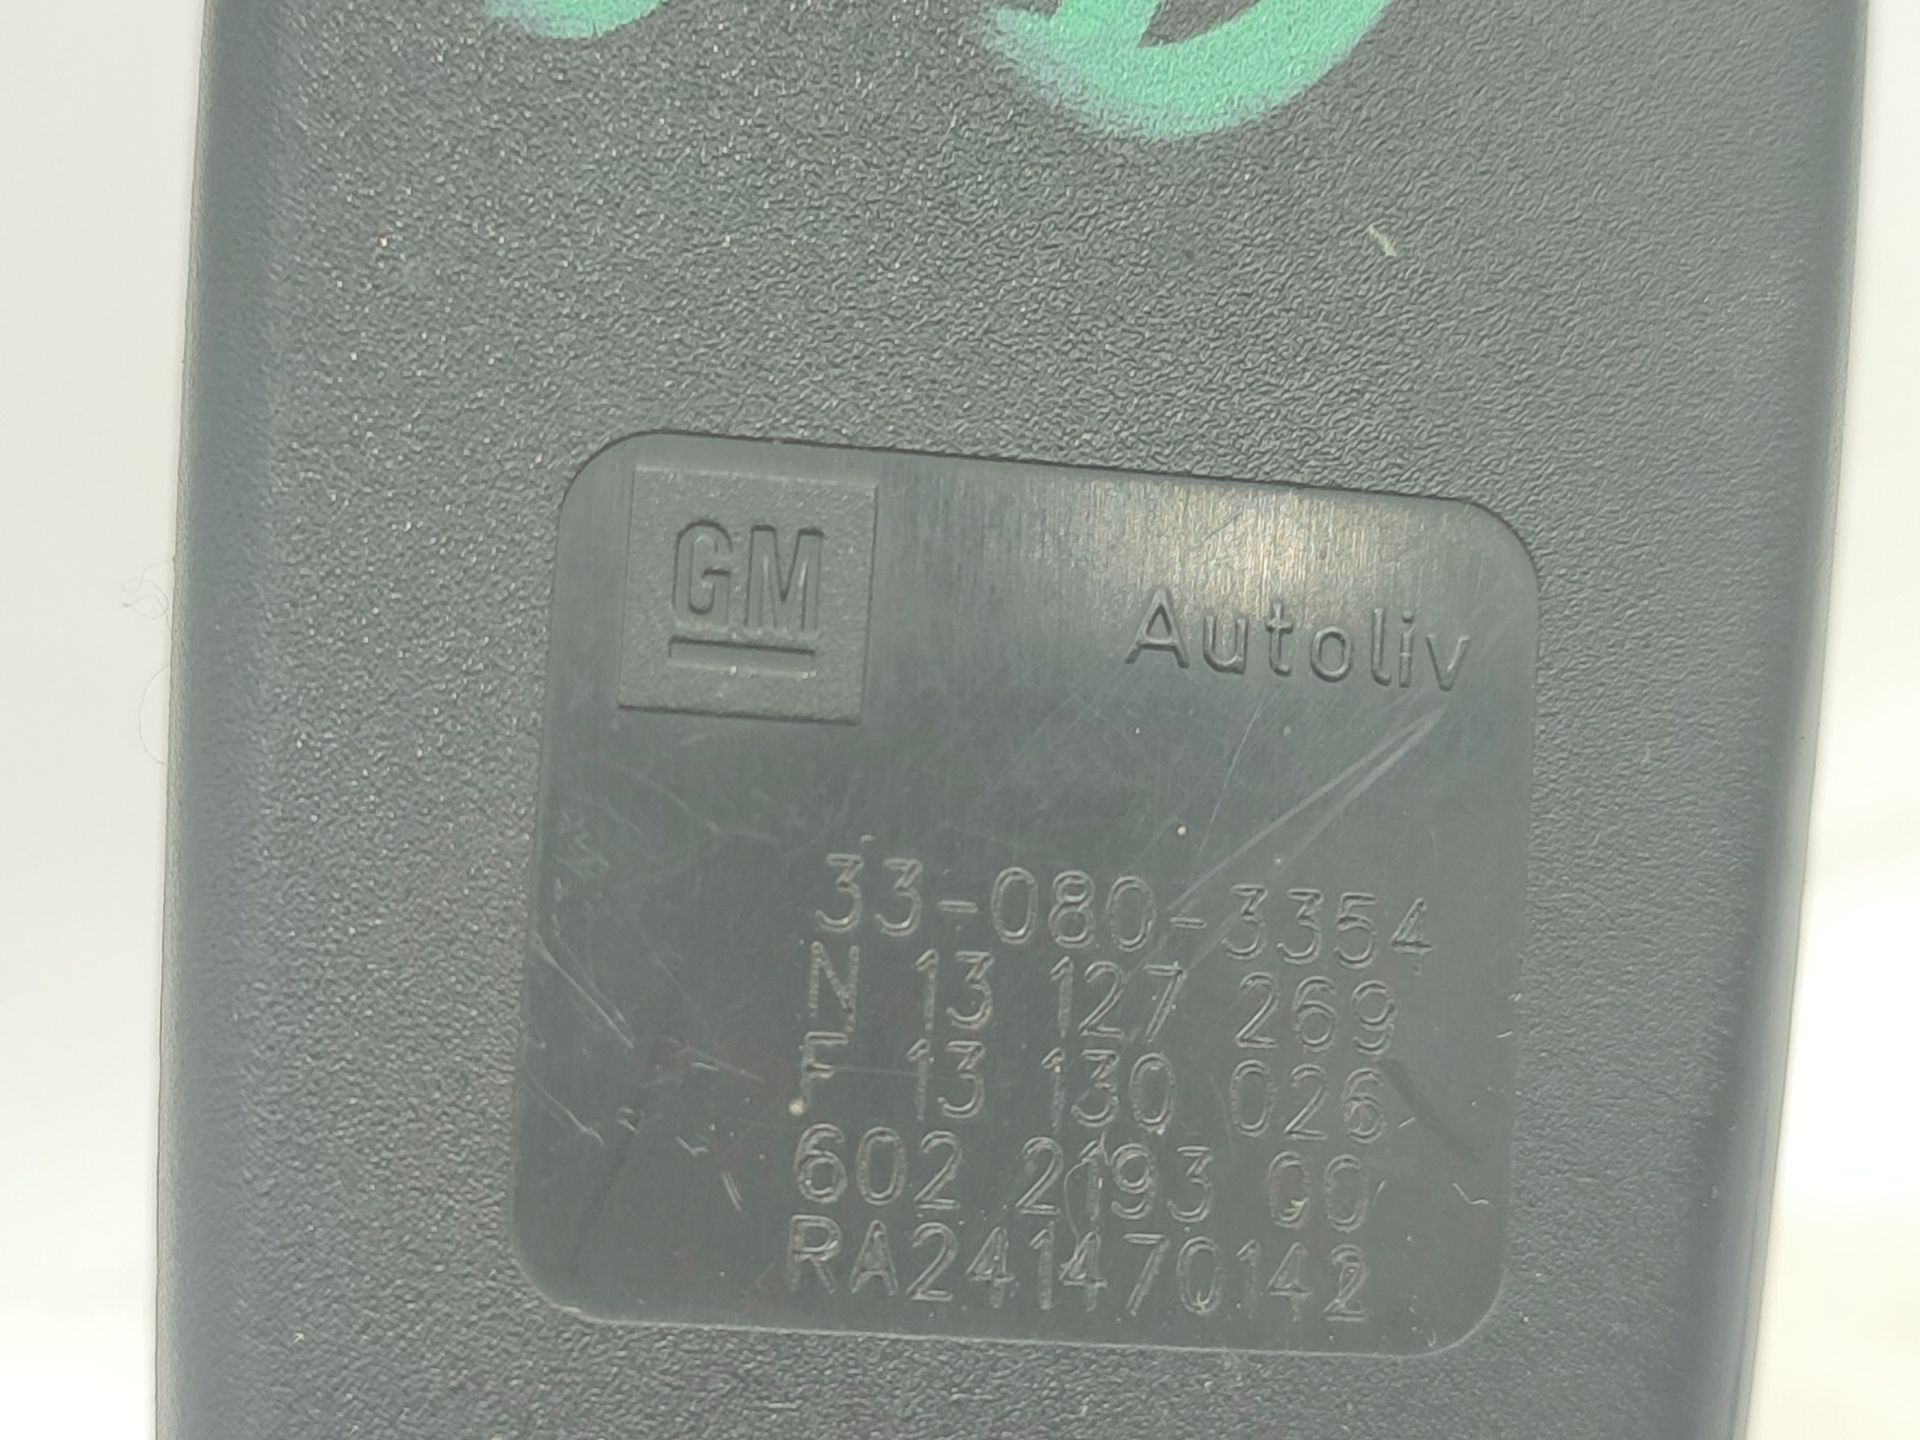 GM
Autoliv
33-080-3354
N 13 127 269
F 13 130 026
602 2193 00
RA241470142